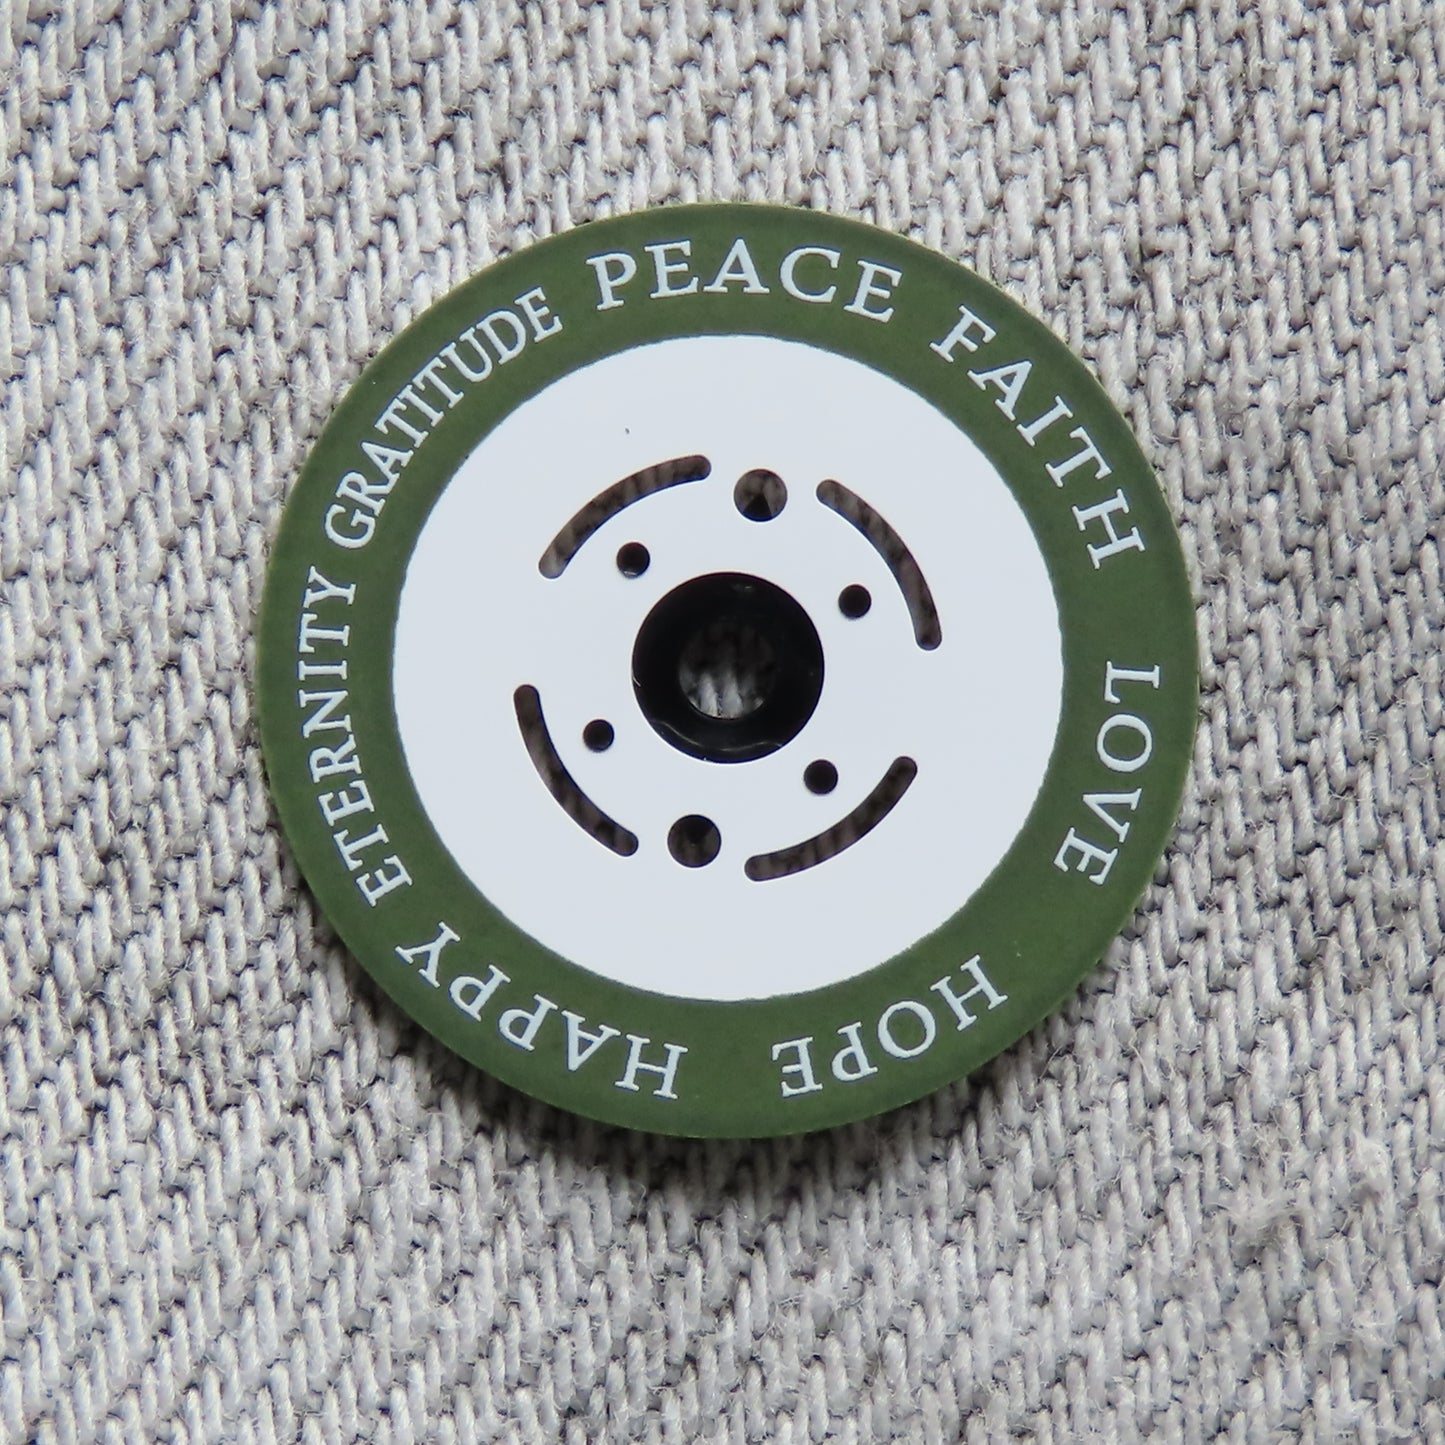 PEACE
FAITH
LOVE
HOPE
HAPPY
ETERNITY
GRATITUDE